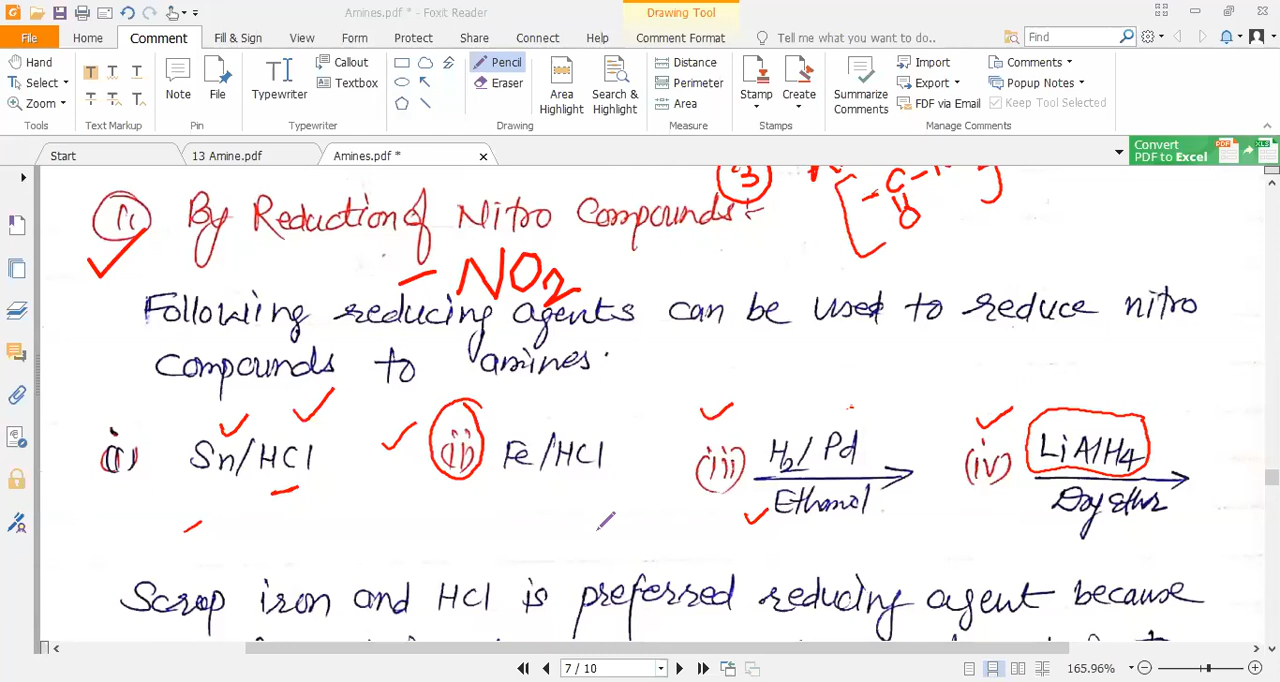 Amines.pdf * - Foxit Reader
Drawing Tool
File Home Comment Fill & Sign View Form Protect Share Connect Help Comment Format Tell me what you want to do.. Find
Hand
Select
Zoom
Tools
T T T
T T T
Text Markup
Note
File
Pin
Typewriter
Callout
Textbox
Typewriter
Pencil
Eraser
Drawing
Area Highlight
Search & Highlight
Distance
Perimeter
Area
Measure
Stamp
Create
Stamps
Summarize Comments
Import
Export
FDF via Email
Comments
Popup Notes
Keep Tool Selected
Manage Comments
Start 13 Amine.pdf Amines.pdf *
Convert PDF to Excel
3
C
O
ii By Reduction of Nitro Compounds:-
- NO2
Following reducing agents can be used to reduce nitro
Compounds to amines.
(i) Sn/HCl (ii) Fe/HCl (iii) H2/Pd (iv) LiAlH4
Ethanol Dry Ether
Scrap iron and HCl is preferred reducing agent because
7 / 10
165.96%